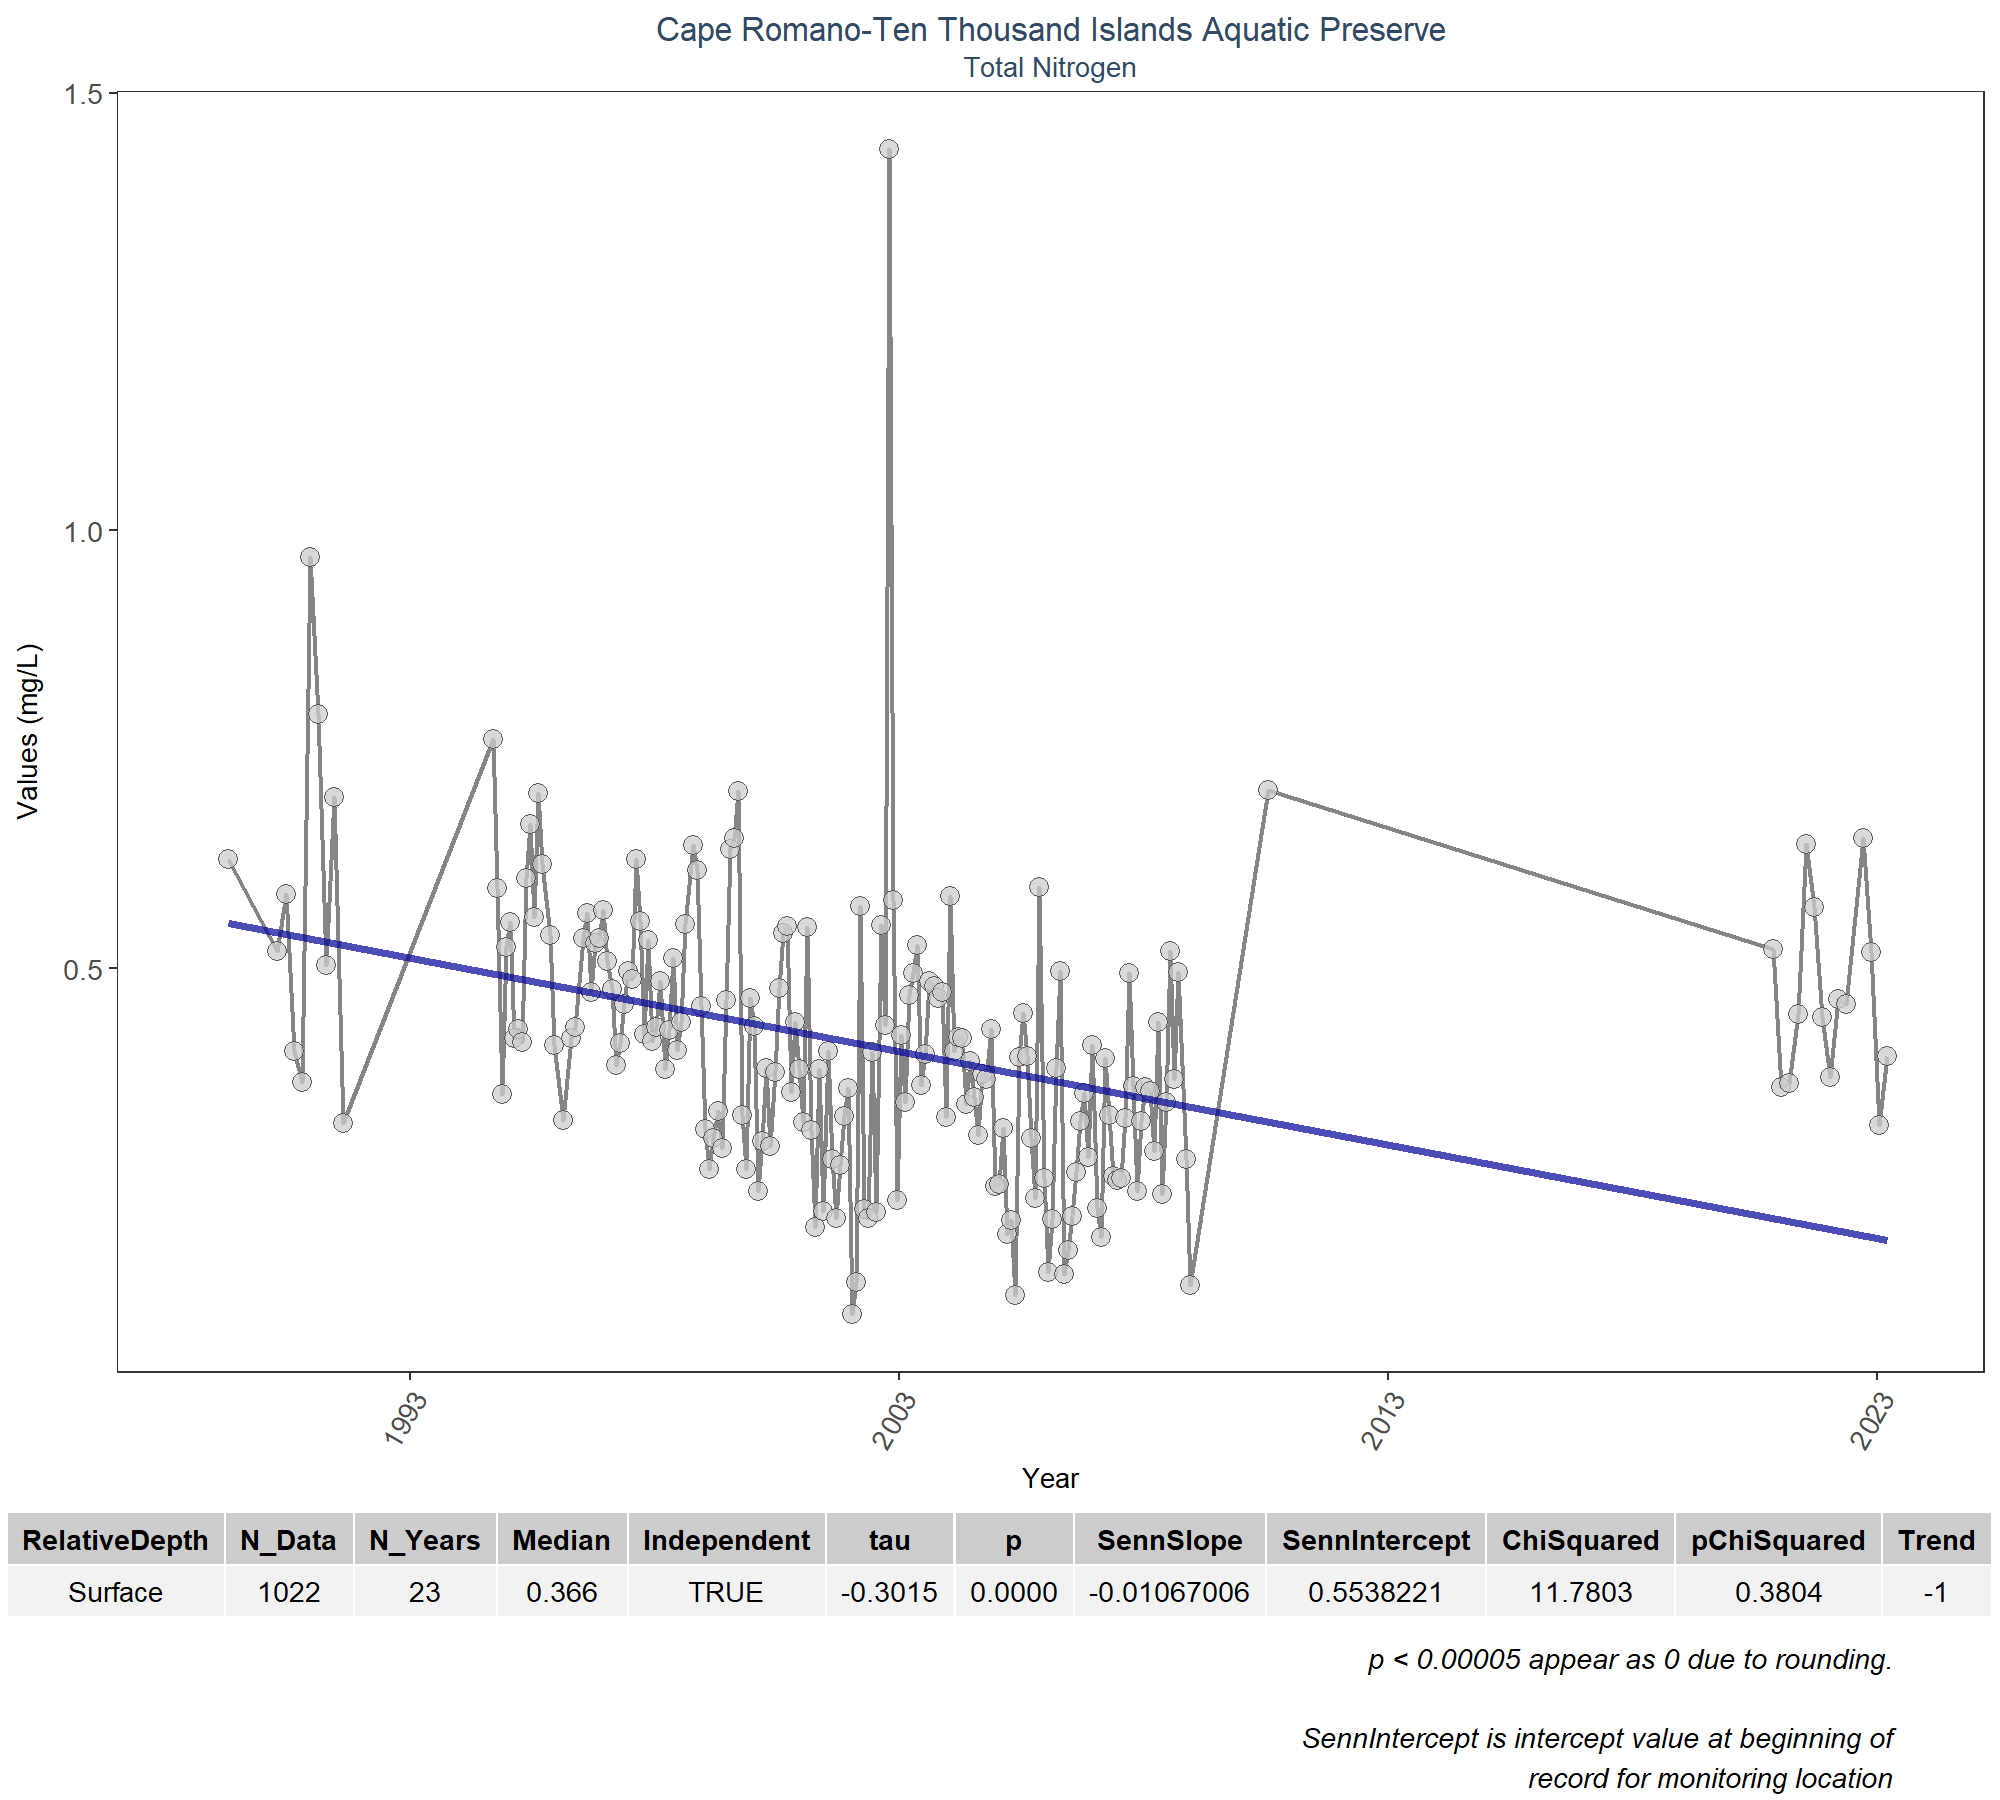 Cape Romano-Ten Thousand Islands Aquatic Preserve
Total Nitrogen
1.5
1.0
0.5
Values (mg/L)
1993
2003
2013
2023
Year
RelativeDepth N_Data N_Years Median Independent tau p SennSlope SennIntercept ChiSquared pChiSquared Trend
Surface 1022 23 0.366 TRUE -0.3015 0.0000 -0.01067006 0.5538221 11.7803 0.3804 -1
p < 0.00005 appear as 0 due to rounding.
SennIntercept is intercept value at beginning of
record for monitoring location